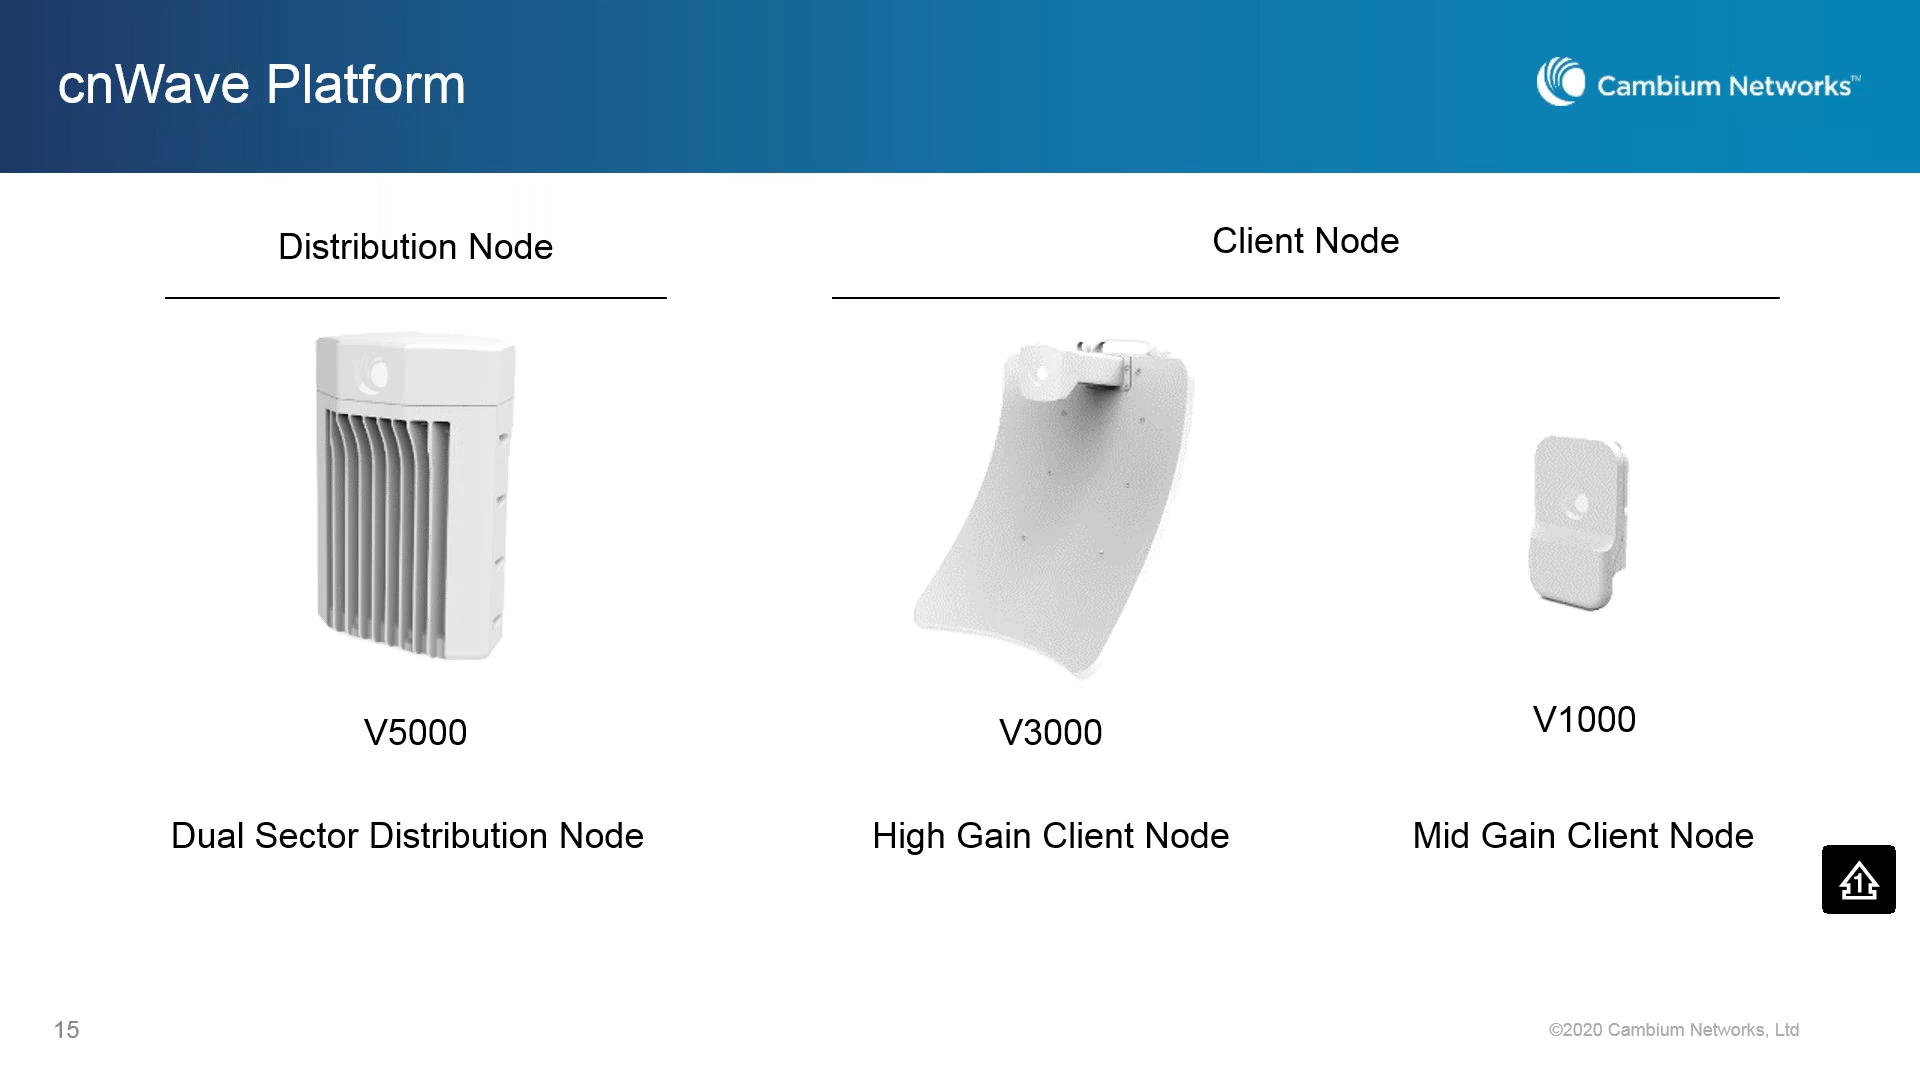 cnWave Platform
Cambium Networks™
Distribution Node
Client Node
V5000
V3000
V1000
Dual Sector Distribution Node
High Gain Client Node
Mid Gain Client Node
1
15
©2020 Cambium Networks, Ltd